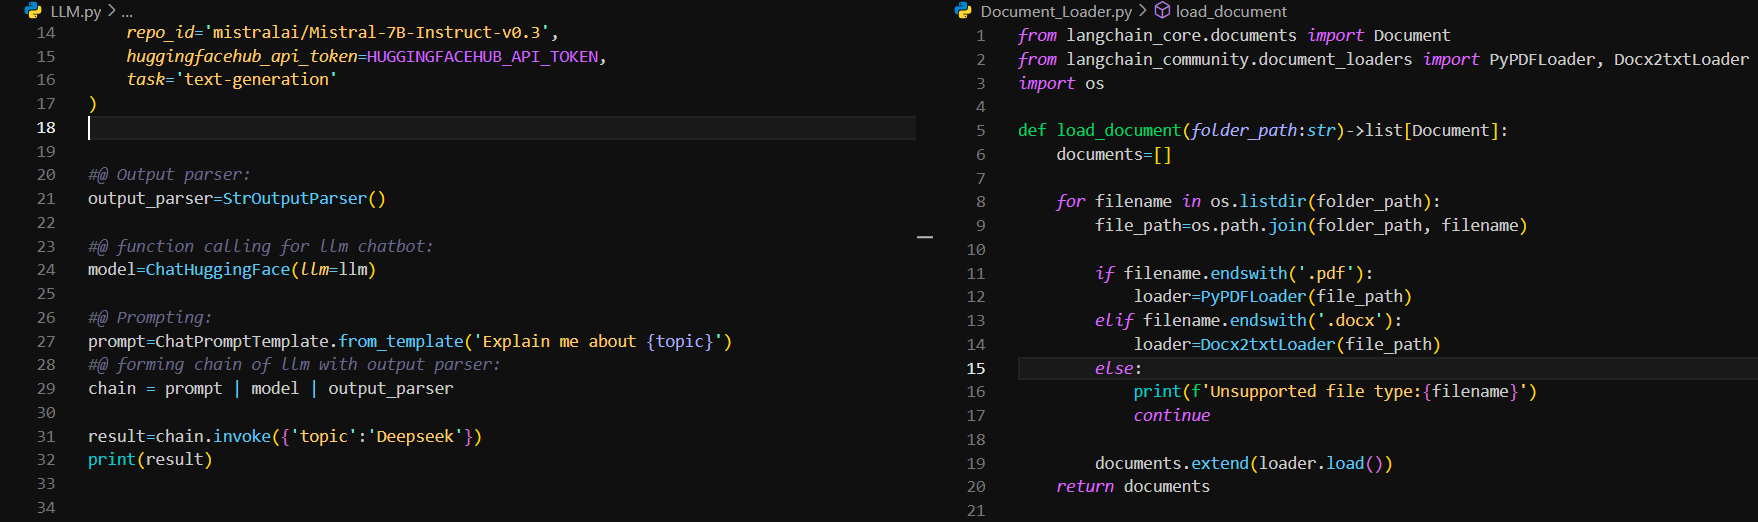 LLM.py > ...
14 repo_id='mistralai/Mistral-7B-Instruct-v0.3',
15 huggingfacehub_api_token=HUGGINGFACEHUB_API_TOKEN,
16 task='text-generation'
17 )
18
19
20 #@ Output parser:
21 output_parser=StrOutputParser()
22
23 #@ function calling for llm chatbot:
24 model=ChatHuggingFace(llm=llm)
25
26 #@ Prompting:
27 prompt=ChatPromptTemplate.from_template('Explain me about {topic}')
28 #@ forming chain of llm with output parser:
29 chain = prompt | model | output_parser
30
31 result=chain.invoke({'topic':'Deepseek'})
32 print(result)
33
34
Document_Loader.py > load_document
1 from langchain_core.documents import Document
2 from langchain_community.document_loaders import PyPDFLoader, Docx2txtLoader
3 import os
4
5 def load_document(folder_path:str)->list[Document]:
6 documents=[]
7
8 for filename in os.listdir(folder_path):
9 file_path=os.path.join(folder_path, filename)
10
11 if filename.endswith('.pdf'):
12 loader=PyPDFLoader(file_path)
13 elif filename.endswith('.docx'):
14 loader=Docx2txtLoader(file_path)
15 else:
16 print(f'Unsupported file type:{filename}')
17 continue
18
19 documents.extend(loader.load())
20 return documents
21